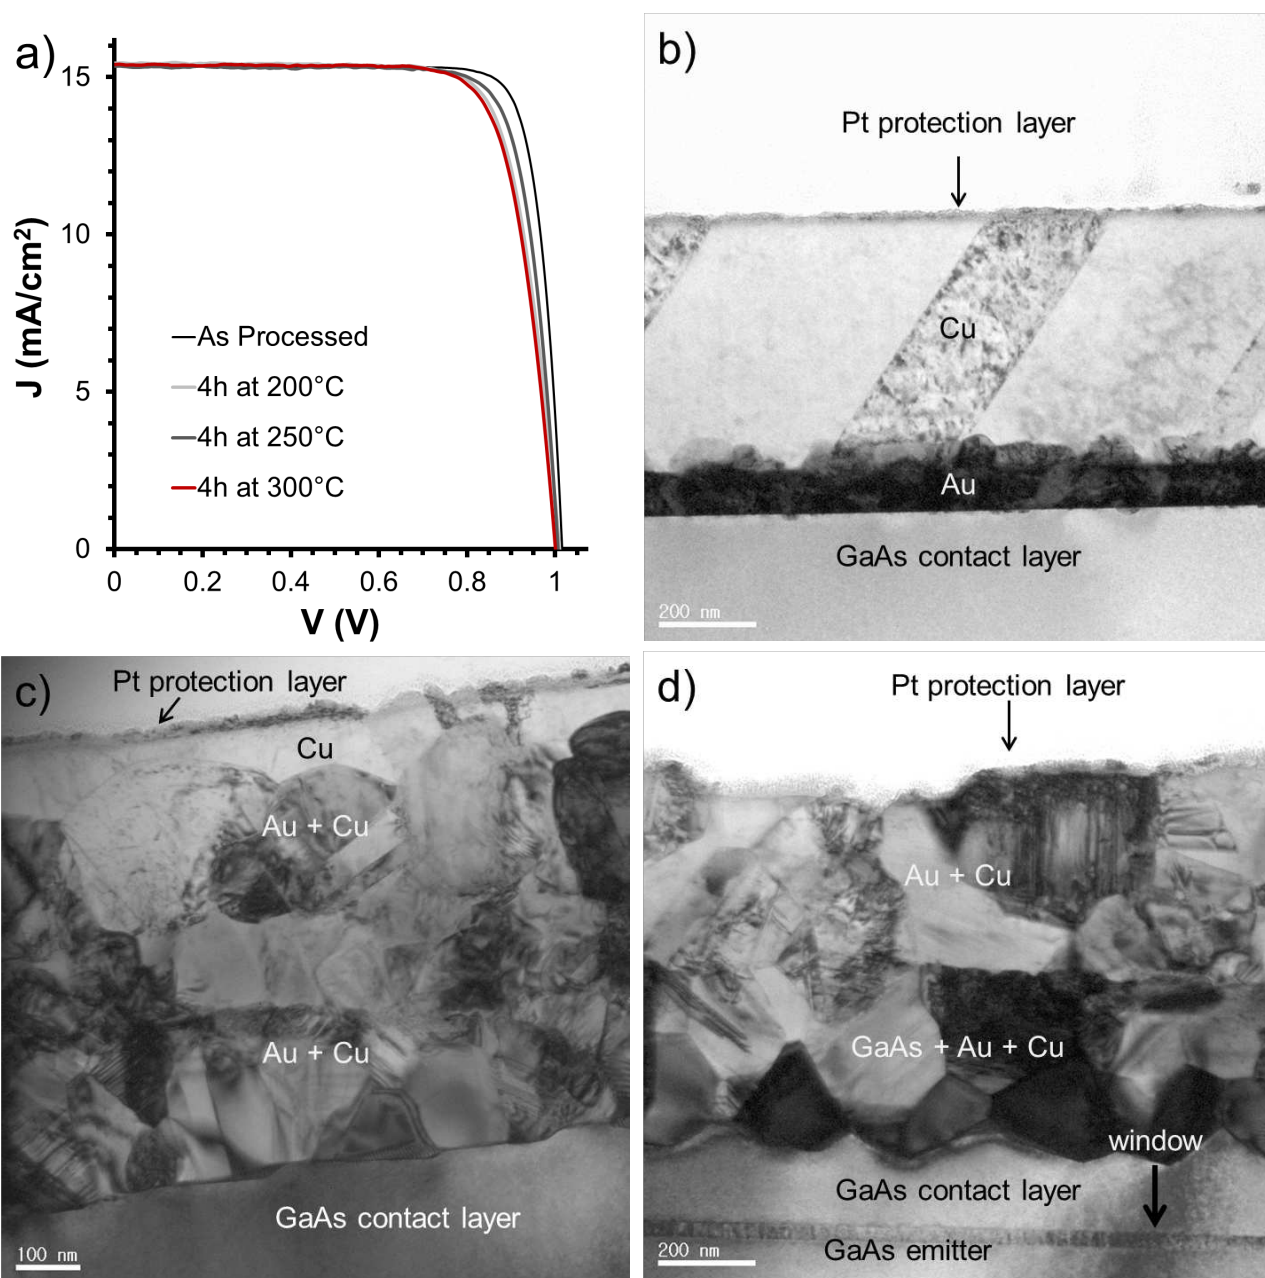 a)
15
10
5
0
J (mA/cm²)
As Processed
4h at 200°C
4h at 250°C
4h at 300°C
0 0.2 0.4 0.6 0.8 1
V (V)
b)
Pt protection layer
Cu
Au
GaAs contact layer
200 nm
c)
Pt protection layer
Cu
Au + Cu
Au + Cu
GaAs contact layer
100 nm
d)
Pt protection layer
Au + Cu
GaAs + Au + Cu
window
GaAs contact layer
GaAs emitter
200 nm